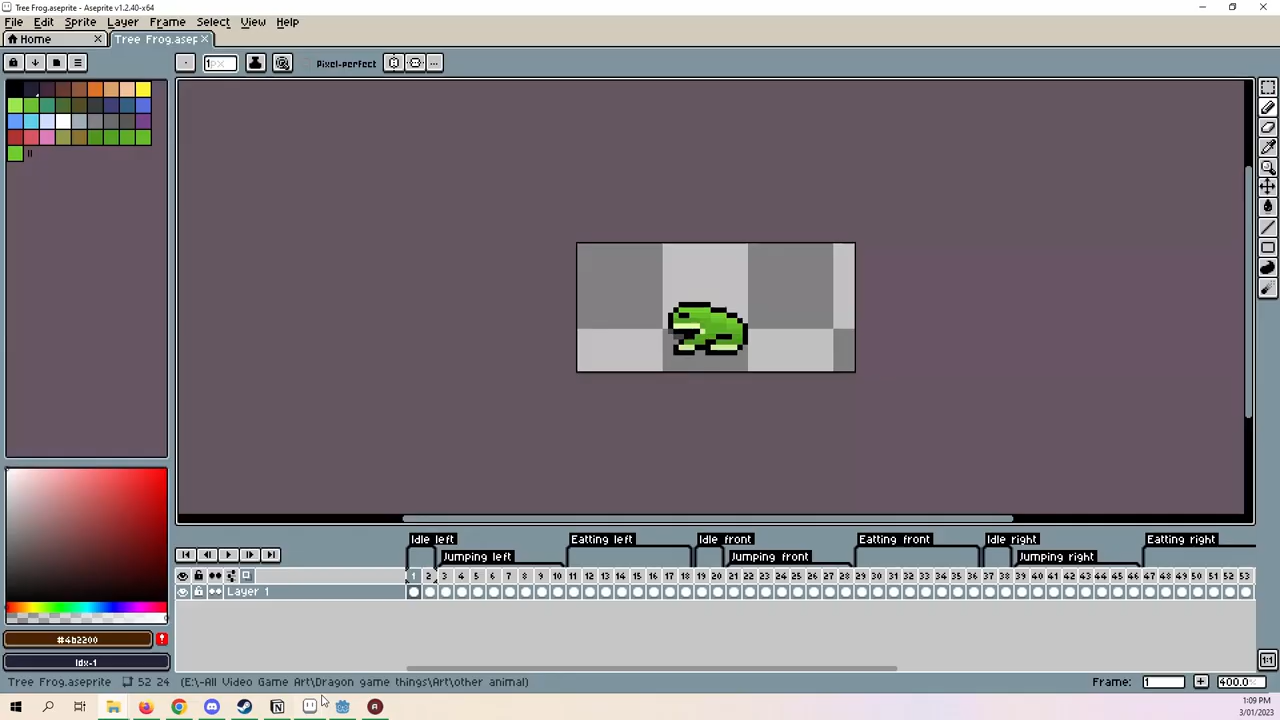 Tree Frog.aseprite - Aseprite v1.2.40-x64
File Edit Sprite Layer Frame Select View Help
Home Tree Frog.asep
1px Pixel-perfect
Idle left Eatting left Idle front Eatting front Idle right Eatting right
Jumping left Jumping front Jumping right
1 2 3 4 5 6 7 8 9 10 11 12 13 14 15 16 17 18 19 20 21 22 23 24 25 26 27 28 29 30 31 32 33 34 35 36 37 38 39 40 41 42 43 44 45 46 47 48 49 50 51 52 53
Layer 1
#4b2200
Idx-1
1:1
Tree Frog.aseprite 52 24 (E:\-All Video Game Art\Dragon game things\Art\other animal) Frame: 1 400.0%
1:09 PM
3/01/2023